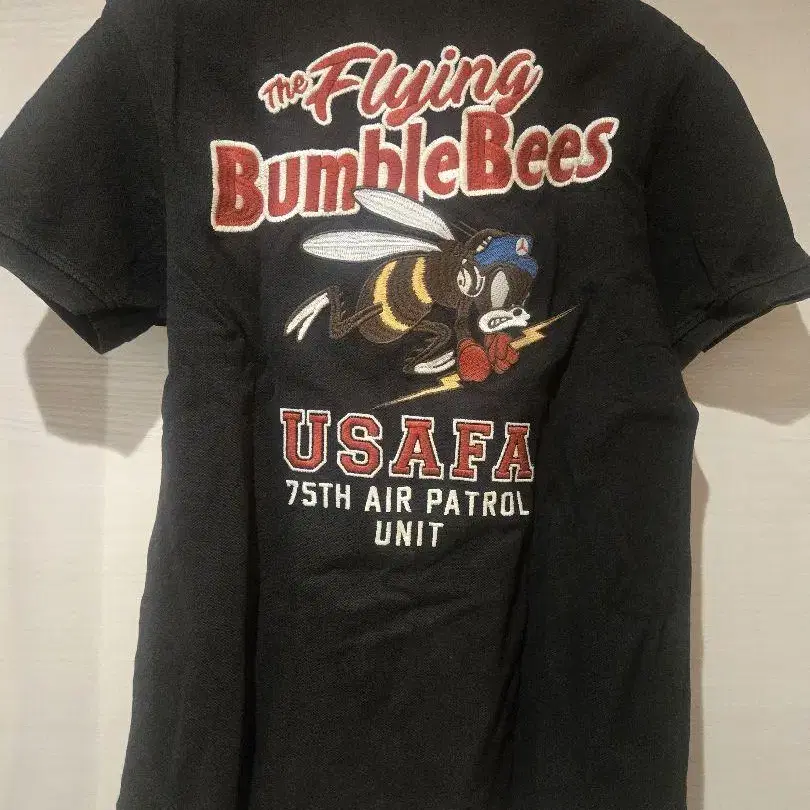 The Flying
BumbleBees
USAFA
75TH AIR PATROL
UNIT